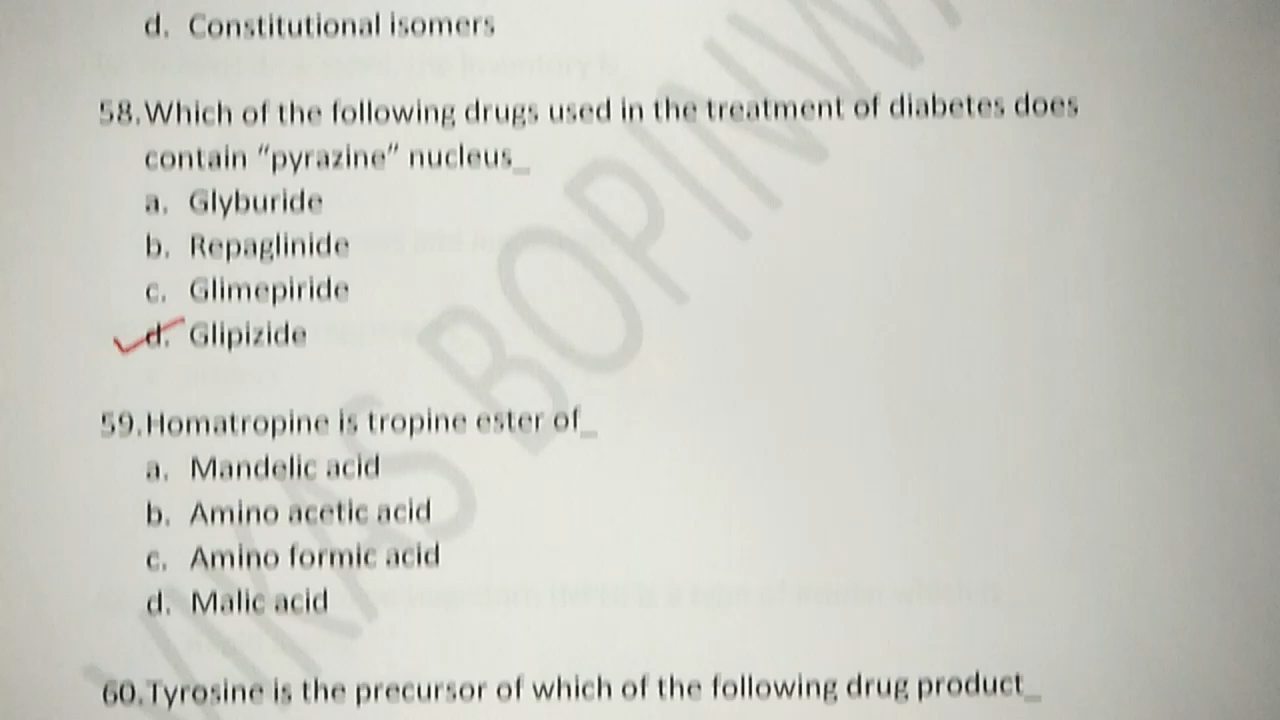 d. Constitutional isomers
58.Which of the following drugs used in the treatment of diabetes does
contain “pyrazine” nucleus_
a. Glyburide
b. Repaglinide
c. Glimepiride
d. Glipizide
59.Homatropine is tropine ester of_
a. Mandelic acid
b. Amino acetic acid
c. Amino formic acid
d. Malic acid
60.Tyrosine is the precursor of which of the following drug product_
VIKAS BOPINW